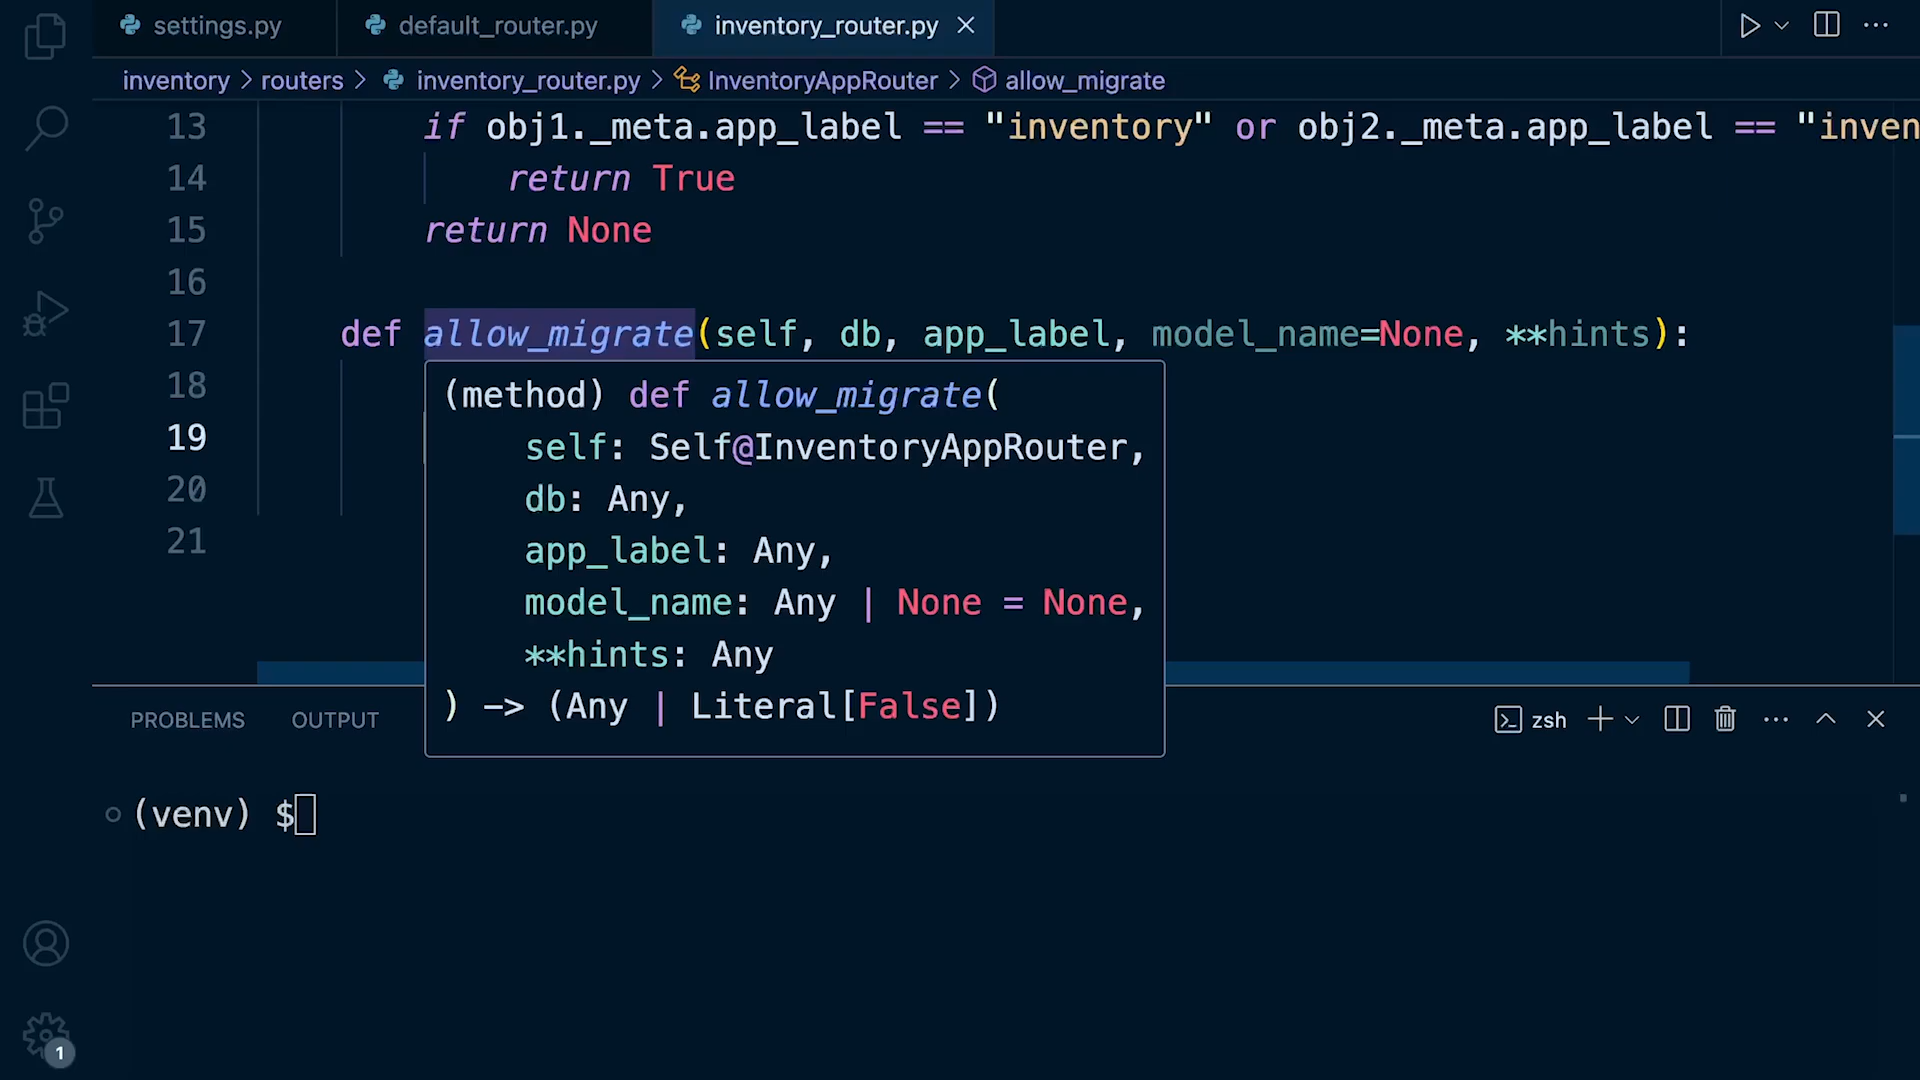 settings.py default_router.py inventory_router.py
inventory > routers > inventory_router.py > InventoryAppRouter > allow_migrate
13 if obj1._meta.app_label == "inventory" or obj2._meta.app_label == "inven
14 return True
15 return None
16
17 def allow_migrate(self, db, app_label, model_name=None, **hints):
18
19
20
21
(method) def allow_migrate(
self: Self@InventoryAppRouter,
db: Any,
app_label: Any,
model_name: Any | None = None,
**hints: Any
) -> (Any | Literal[False])
PROBLEMS OUTPUT zsh
(venv) $
1